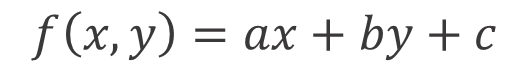 f(x, y) = ax + by + c